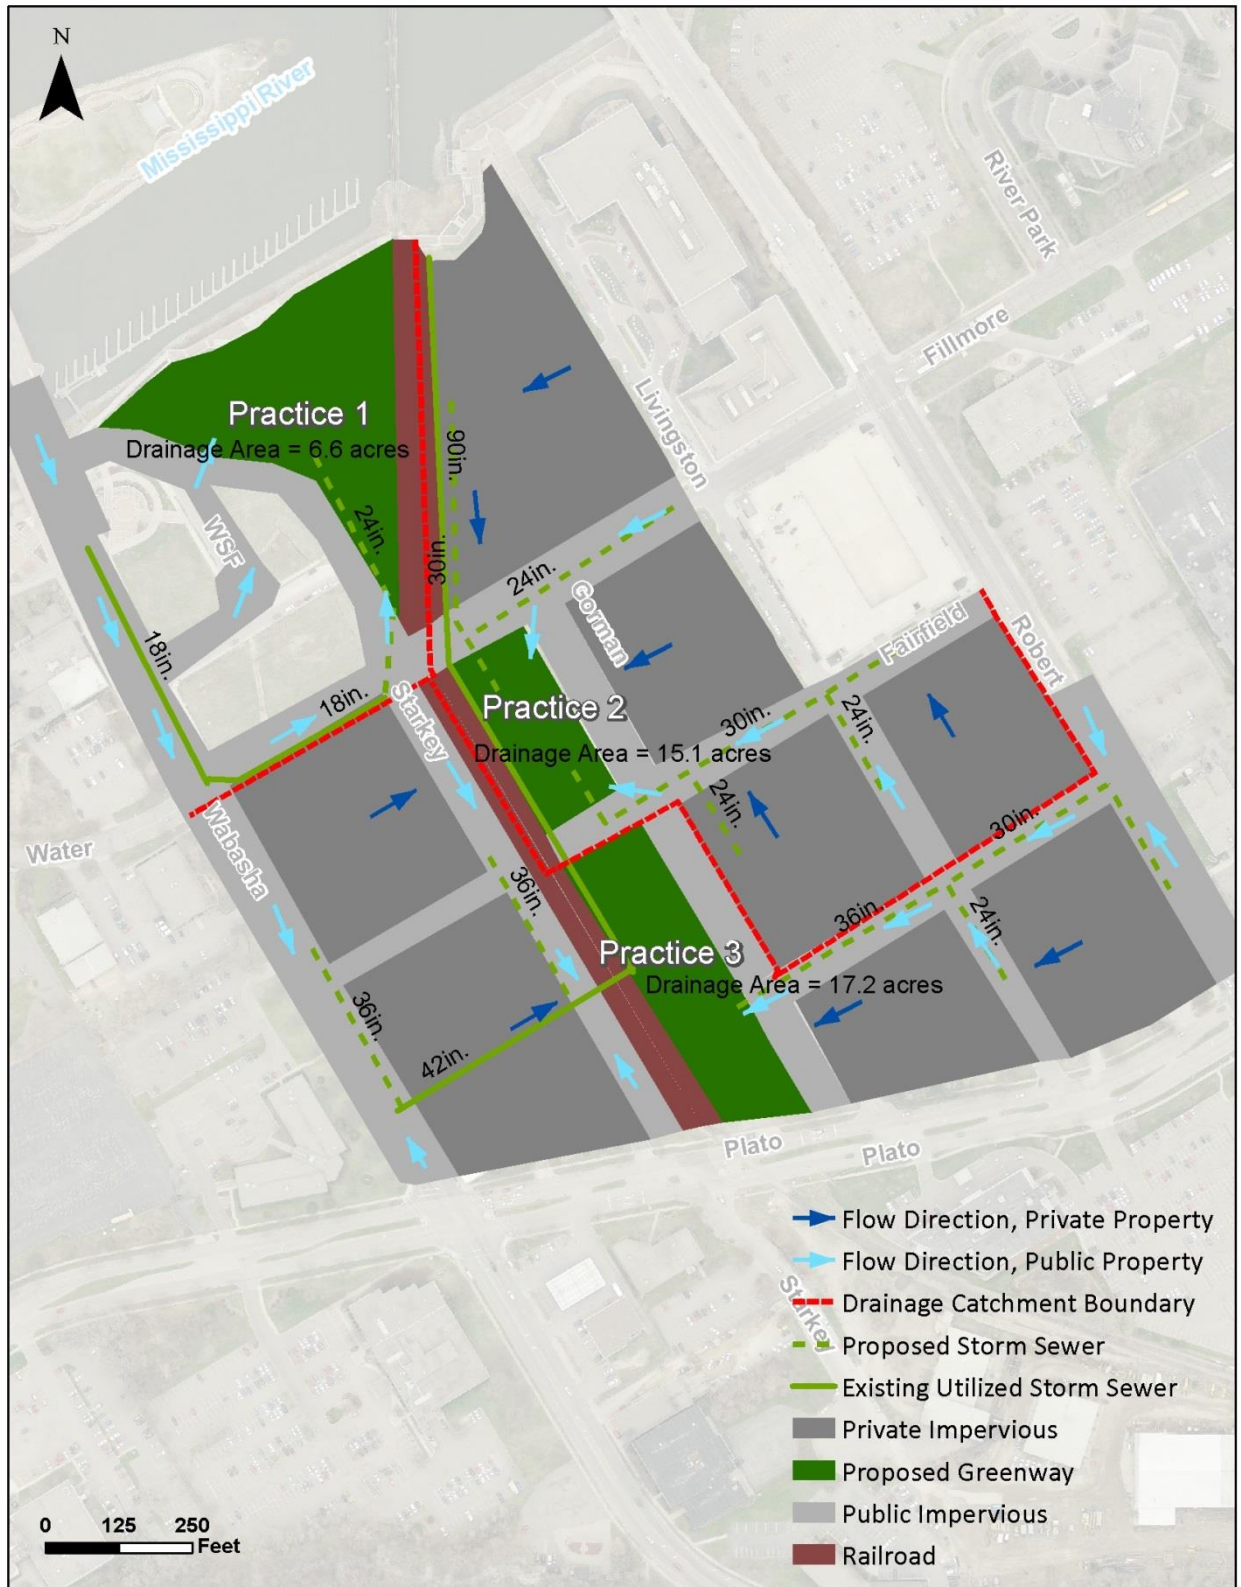 N
Mississippi River
River Park
Fillmore
Livingston
Practice 1
Drainage Area = 6.6 acres
90in.
24in.
30in.
24in.
WSF
Gorman
Fairfield
Robert
18in.
18in.
Starkey
Practice 2
Drainage Area = 15.1 acres
30in.
24in.
24in.
Water
Wabasha
30in.
36in.
36in.
24in.
Practice 3
Drainage Area = 17.2 acres
36in.
42in.
Plato
Plato
Starkey
Flow Direction, Private Property
Flow Direction, Public Property
Drainage Catchment Boundary
Proposed Storm Sewer
Existing Utilized Storm Sewer
Private Impervious
Proposed Greenway
Public Impervious
Railroad
0 125 250
Feet